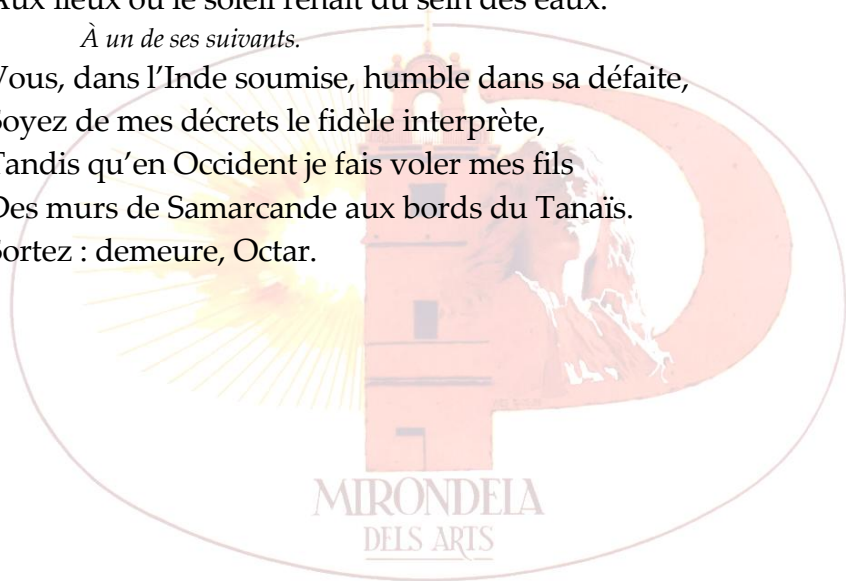 Aux lieux où le soleil renaît du sein des eaux.
À un de ses suivants.
Vous, dans l’Inde soumise, humble dans sa défaite,
Soyez de mes décrets le fidèle interprète,
Tandis qu’en Occident je fais voler mes fils
Des murs de Samarcande aux bords du Tanaïs.
Sortez : demeure, Octar.
MIRONDELA
DELS ARTS